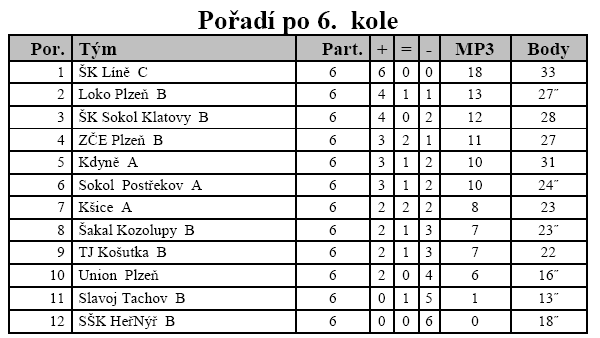 Pořadí po 6. kole
Por. Tým Part. + = - MP3 Body
1 ŠK Líně C 6 6 0 0 18 33
2 Loko Plzeň B 6 4 1 1 13 27˝
3 ŠK Sokol Klatovy B 6 4 0 2 12 28
4 ZČE Plzeň B 6 3 2 1 11 27
5 Kdyně A 6 3 1 2 10 31
6 Sokol Postřekov A 6 3 1 2 10 24˝
7 Kšice A 6 2 2 2 8 23
8 Šakal Kozolupy B 6 2 1 3 7 23˝
9 TJ Košutka B 6 2 1 3 7 22
10 Union Plzeň 6 2 0 4 6 16˝
11 Slavoj Tachov B 6 0 1 5 1 13˝
12 SŠK HeřNýř B 6 0 0 6 0 18˝